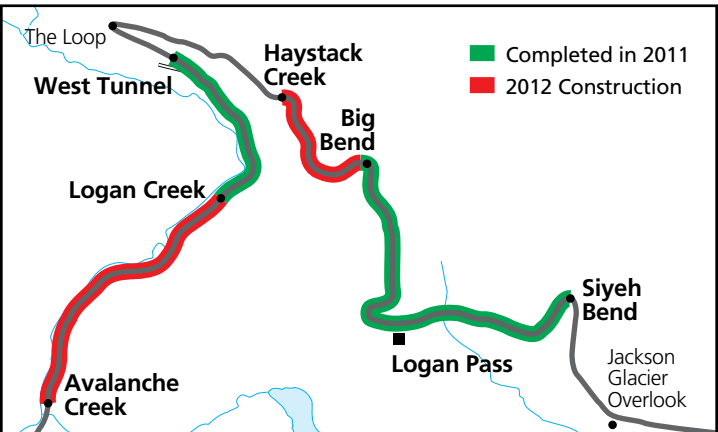 The Loop
West Tunnel
Haystack
Creek
Completed in 2011
2012 Construction
Big
Bend
Logan Creek
Siyeh
Bend
Logan Pass
Jackson
Glacier
Overlook
Avalanche
Creek